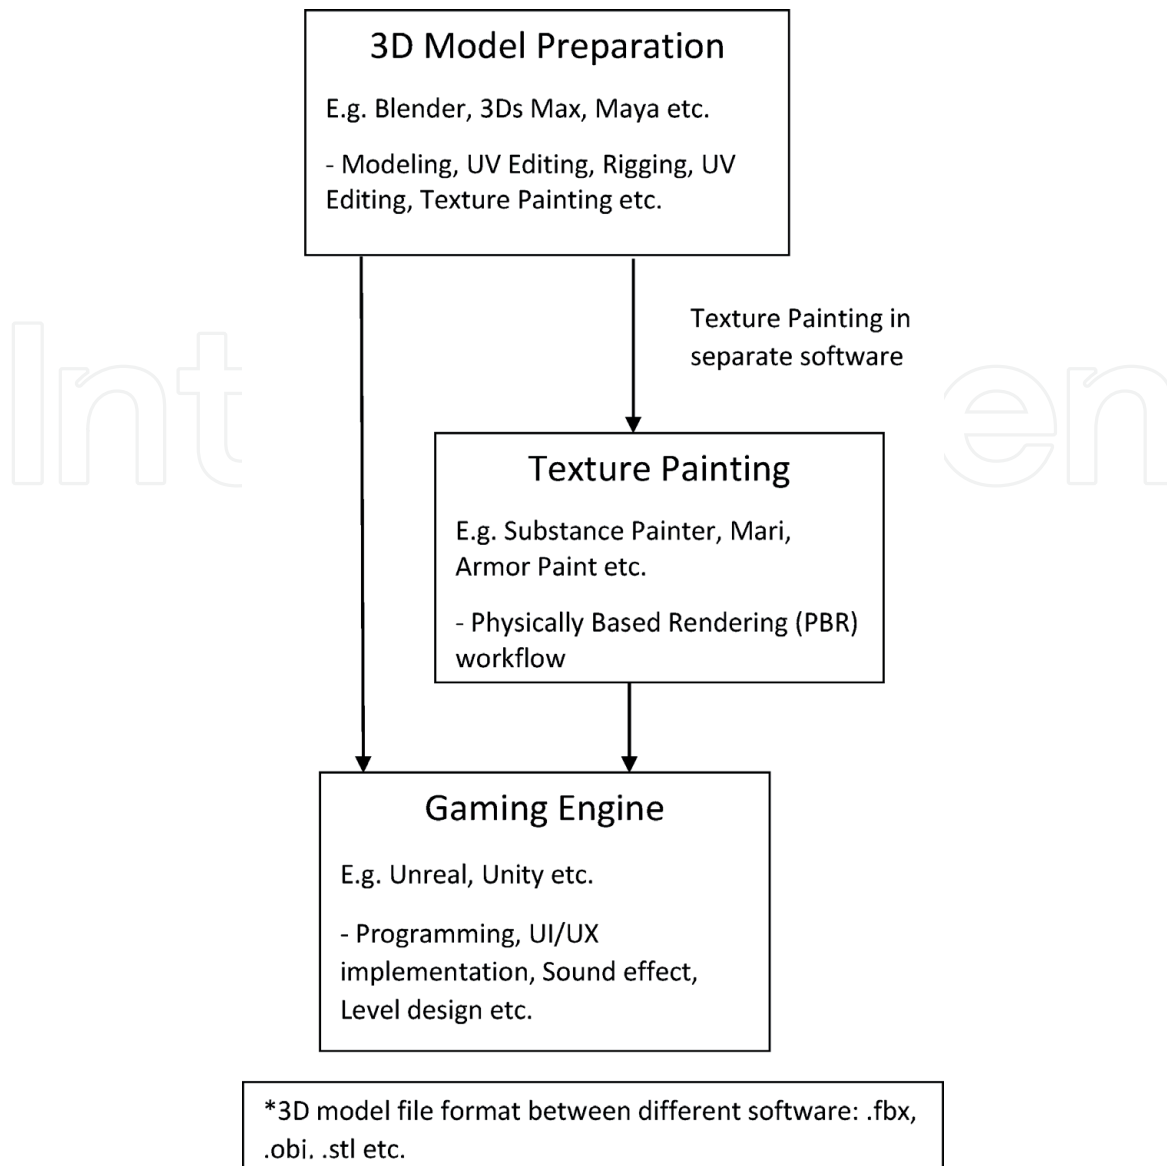 3D Model Preparation
E.g. Blender, 3Ds Max, Maya etc.
- Modeling, UV Editing, Rigging, UV
Editing, Texture Painting etc.
Texture Painting in
separate software
Texture Painting
E.g. Substance Painter, Mari,
Armor Paint etc.
- Physically Based Rendering (PBR)
workflow
Gaming Engine
E.g. Unreal, Unity etc.
- Programming, UI/UX
implementation, Sound effect,
Level design etc.
*3D model file format between different software: .fbx,
.obj, .stl etc.
Int
en